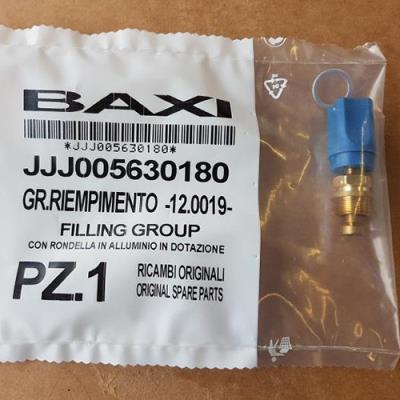 BAXI
*JJJ005630180*
JJJ005630180
GR.RIEMPIMENTO -12.0019-
FILLING GROUP
CON RONDELLA IN ALLUMINIO IN DOTAZIONE
PZ.1
RICAMBI ORIGINALI
ORIGINAL SPARE PARTS